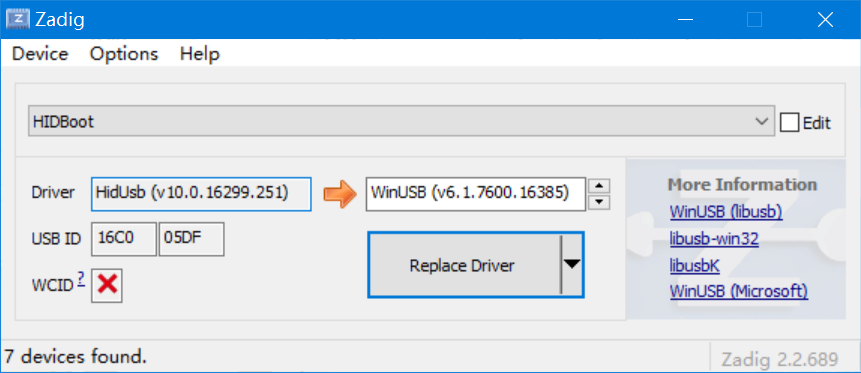 Zadig
Device Options Help
HIDBoot
Edit
Driver HidUsb (v10.0.16299.251) WinUSB (v6.1.7600.16385)
USB ID 16C0 05DF
WCID ?
Replace Driver
More Information
WinUSB (libusb)
libusb-win32
libusbK
WinUSB (Microsoft)
7 devices found.
Zadig 2.2.689